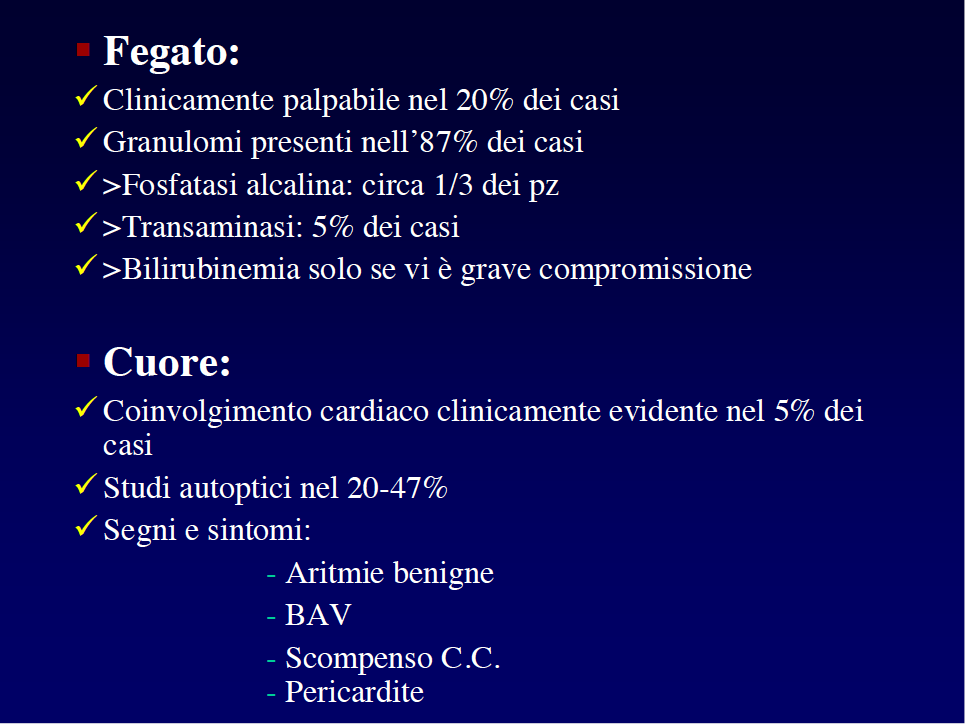 Fegato:
Clinicamente palpabile nel 20% dei casi
Granulomi presenti nell’87% dei casi
>Fosfatasi alcalina: circa 1/3 dei pz
>Transaminasi: 5% dei casi
>Bilirubinemia solo se vi è grave compromissione
Cuore:
Coinvolgimento cardiaco clinicamente evidente nel 5% dei
casi
Studi autoptici nel 20-47%
Segni e sintomi:
- Aritmie benigne
- BAV
- Scompenso C.C.
- Pericardite